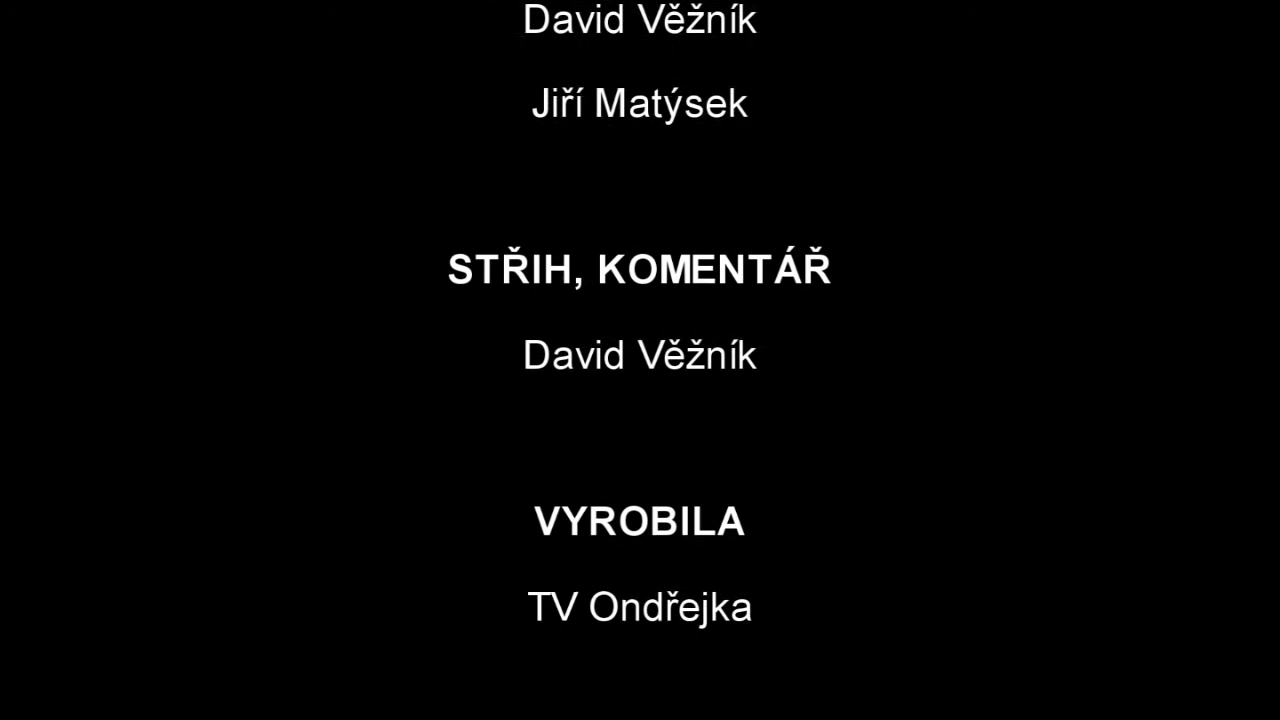 David Věžník
Jiří Matýsek
STŘIH, KOMENTÁŘ
David Věžník
VYROBILA
TV Ondřejka